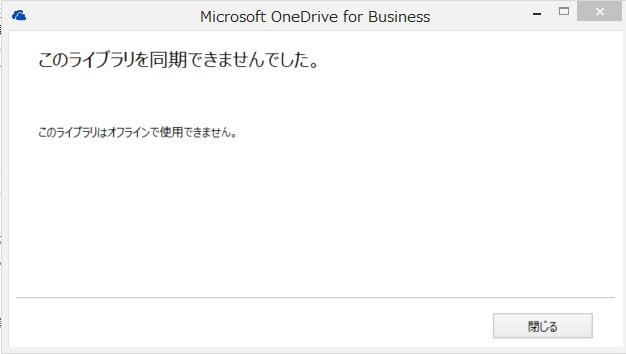 Microsoft OneDrive for Business
このライブラリを同期できませんでした。
このライブラリはオフラインで使用できません。
閉じる